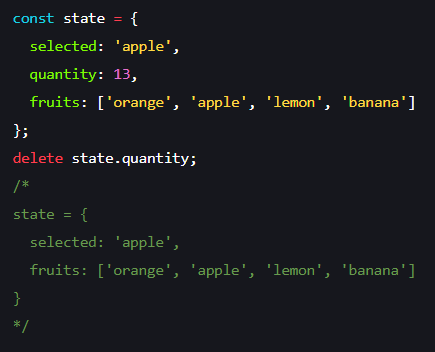 const state = {
  selected: 'apple',
  quantity: 13,
  fruits: ['orange', 'apple', 'lemon', 'banana']
};
delete state.quantity;
/*
state = {
  selected: 'apple',
  fruits: ['orange', 'apple', 'lemon', 'banana']
}
*/